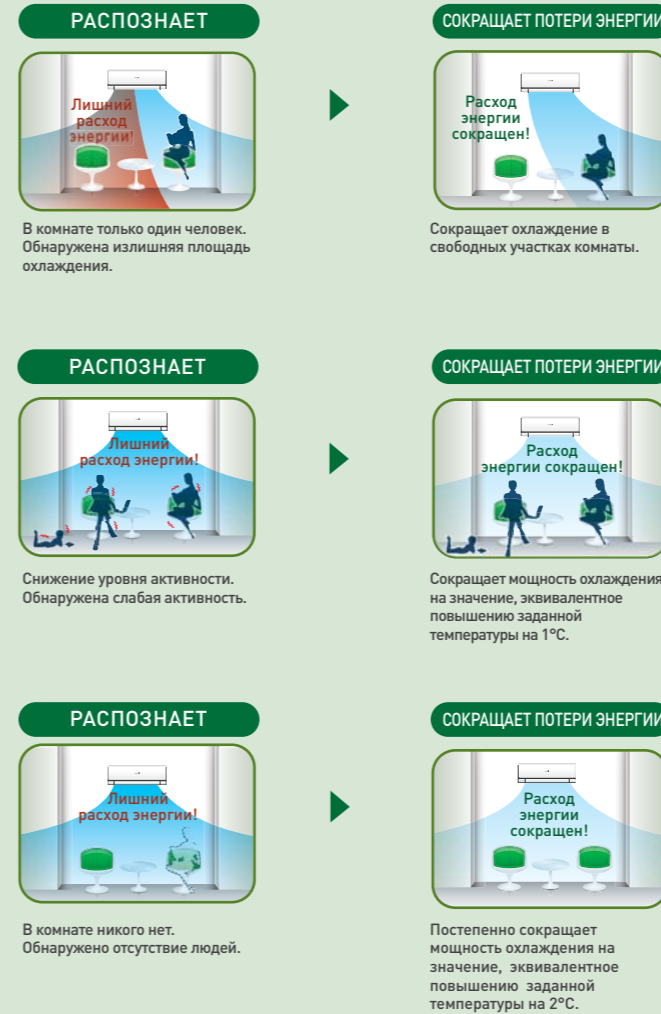 РАСПОЗНАЕТ
СОКРАЩАЕТ ПОТЕРИ ЭНЕРГИИ
Лишний
расход
энергии!
Расход
энергии
сокращен!
В комнате только один человек.
Обнаружена излишняя площадь
охлаждения.
Сокращает охлаждение в
свободных участках комнаты.
РАСПОЗНАЕТ
СОКРАЩАЕТ ПОТЕРИ ЭНЕРГИИ
Лишний
расход энергии!
Расход
энергии сокращен!
Снижение уровня активности.
Обнаружена слабая активность.
Сокращает мощность охлаждения
на значение, эквивалентное
повышению заданной
температуры на 1°C.
РАСПОЗНАЕТ
СОКРАЩАЕТ ПОТЕРИ ЭНЕРГИИ
Лишний
расход энергии!
Расход
энергии
сокращен!
В комнате никого нет.
Обнаружено отсутствие людей.
Постепенно сокращает
мощность охлаждения на
значение, эквивалентное
повышению заданной
температуры на 2°C.